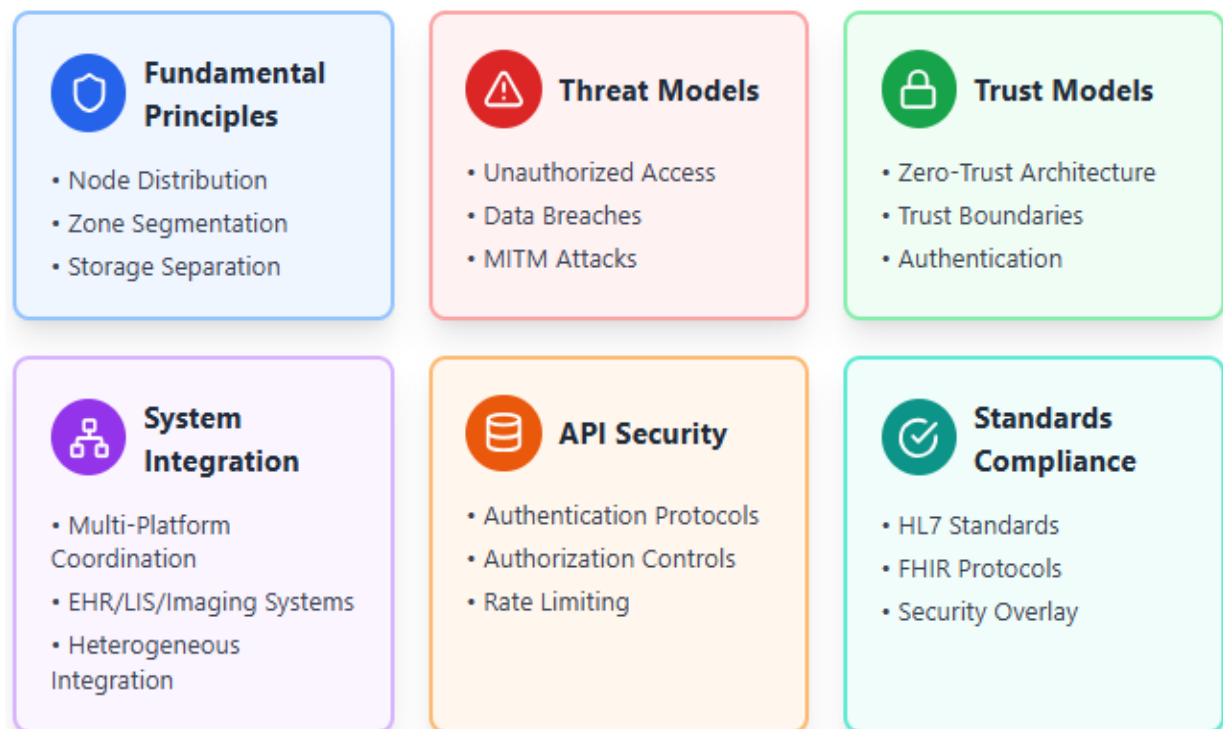 Fundamental
Principles
• Node Distribution
• Zone Segmentation
• Storage Separation
Threat Models
• Unauthorized Access
• Data Breaches
• MITM Attacks
Trust Models
• Zero-Trust Architecture
• Trust Boundaries
• Authentication
System
Integration
• Multi-Platform
Coordination
• EHR/LIS/Imaging Systems
• Heterogeneous
Integration
API Security
• Authentication Protocols
• Authorization Controls
• Rate Limiting
Standards
Compliance
• HL7 Standards
• FHIR Protocols
• Security Overlay